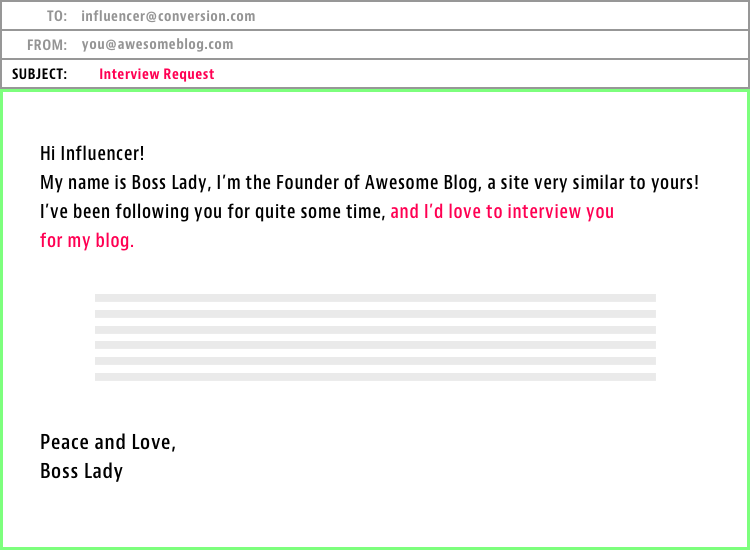 TO: influencer@conversion.com
FROM: you@awesomeblog.com
SUBJECT: Interview Request
Hi Influencer!
My name is Boss Lady, I'm the Founder of Awesome Blog, a site very similar to yours!
I've been following you for quite some time, and I'd love to interview you
for my blog.
Peace and Love,
Boss Lady